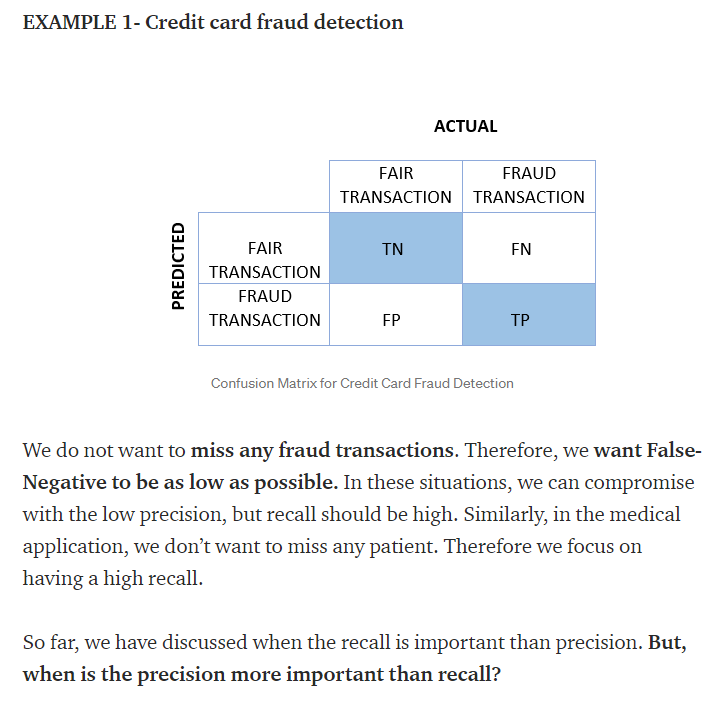 EXAMPLE 1- Credit card fraud detection
ACTUAL
FAIR TRANSACTION
FRAUD TRANSACTION
PREDICTED
FAIR TRANSACTION
TN
FN
FRAUD TRANSACTION
FP
TP
Confusion Matrix for Credit Card Fraud Detection
We do not want to miss any fraud transactions. Therefore, we want False-
Negative to be as low as possible. In these situations, we can compromise
with the low precision, but recall should be high. Similarly, in the medical
application, we don’t want to miss any patient. Therefore we focus on
having a high recall.
So far, we have discussed when the recall is important than precision. But,
when is the precision more important than recall?